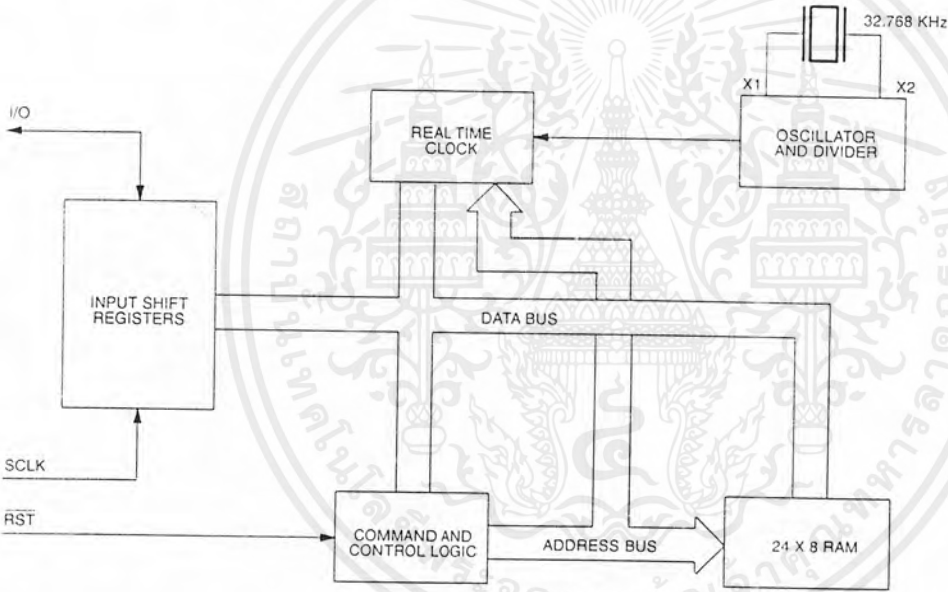 32.768 KHz
X1
X2
I/O
REAL TIME
CLOCK
OSCILLATOR
AND DIVIDER
INPUT SHIFT
REGISTERS
DATA BUS
SCLK
RST
COMMAND AND
CONTROL LOGIC
ADDRESS BUS
24 X 8 RAM